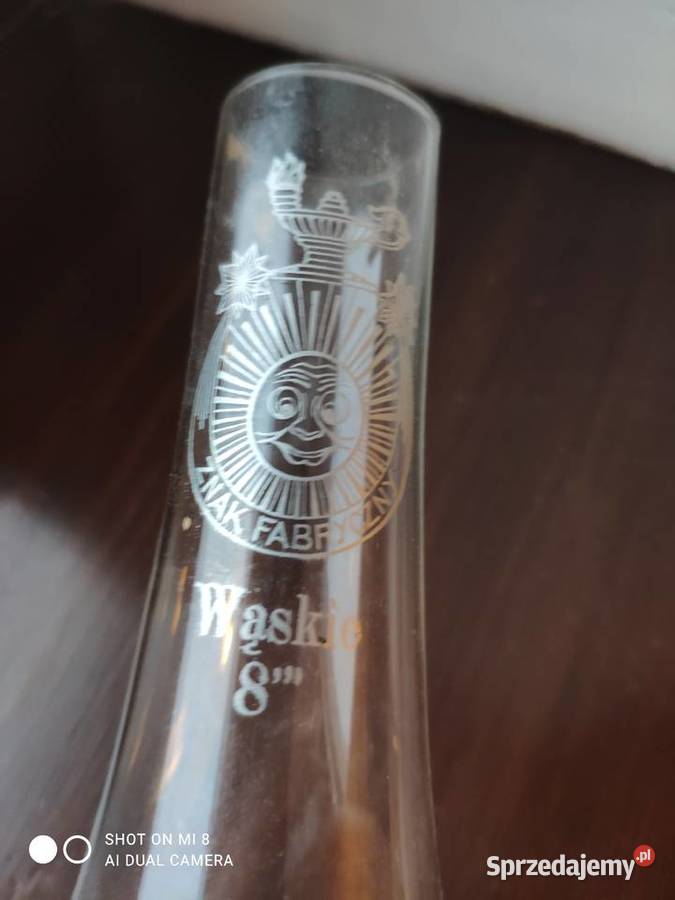 ZNAK FABRYCZNY
Wąskie
8'''
SHOT ON MI 8
AI DUAL CAMERA
Sprzedajemy.pl